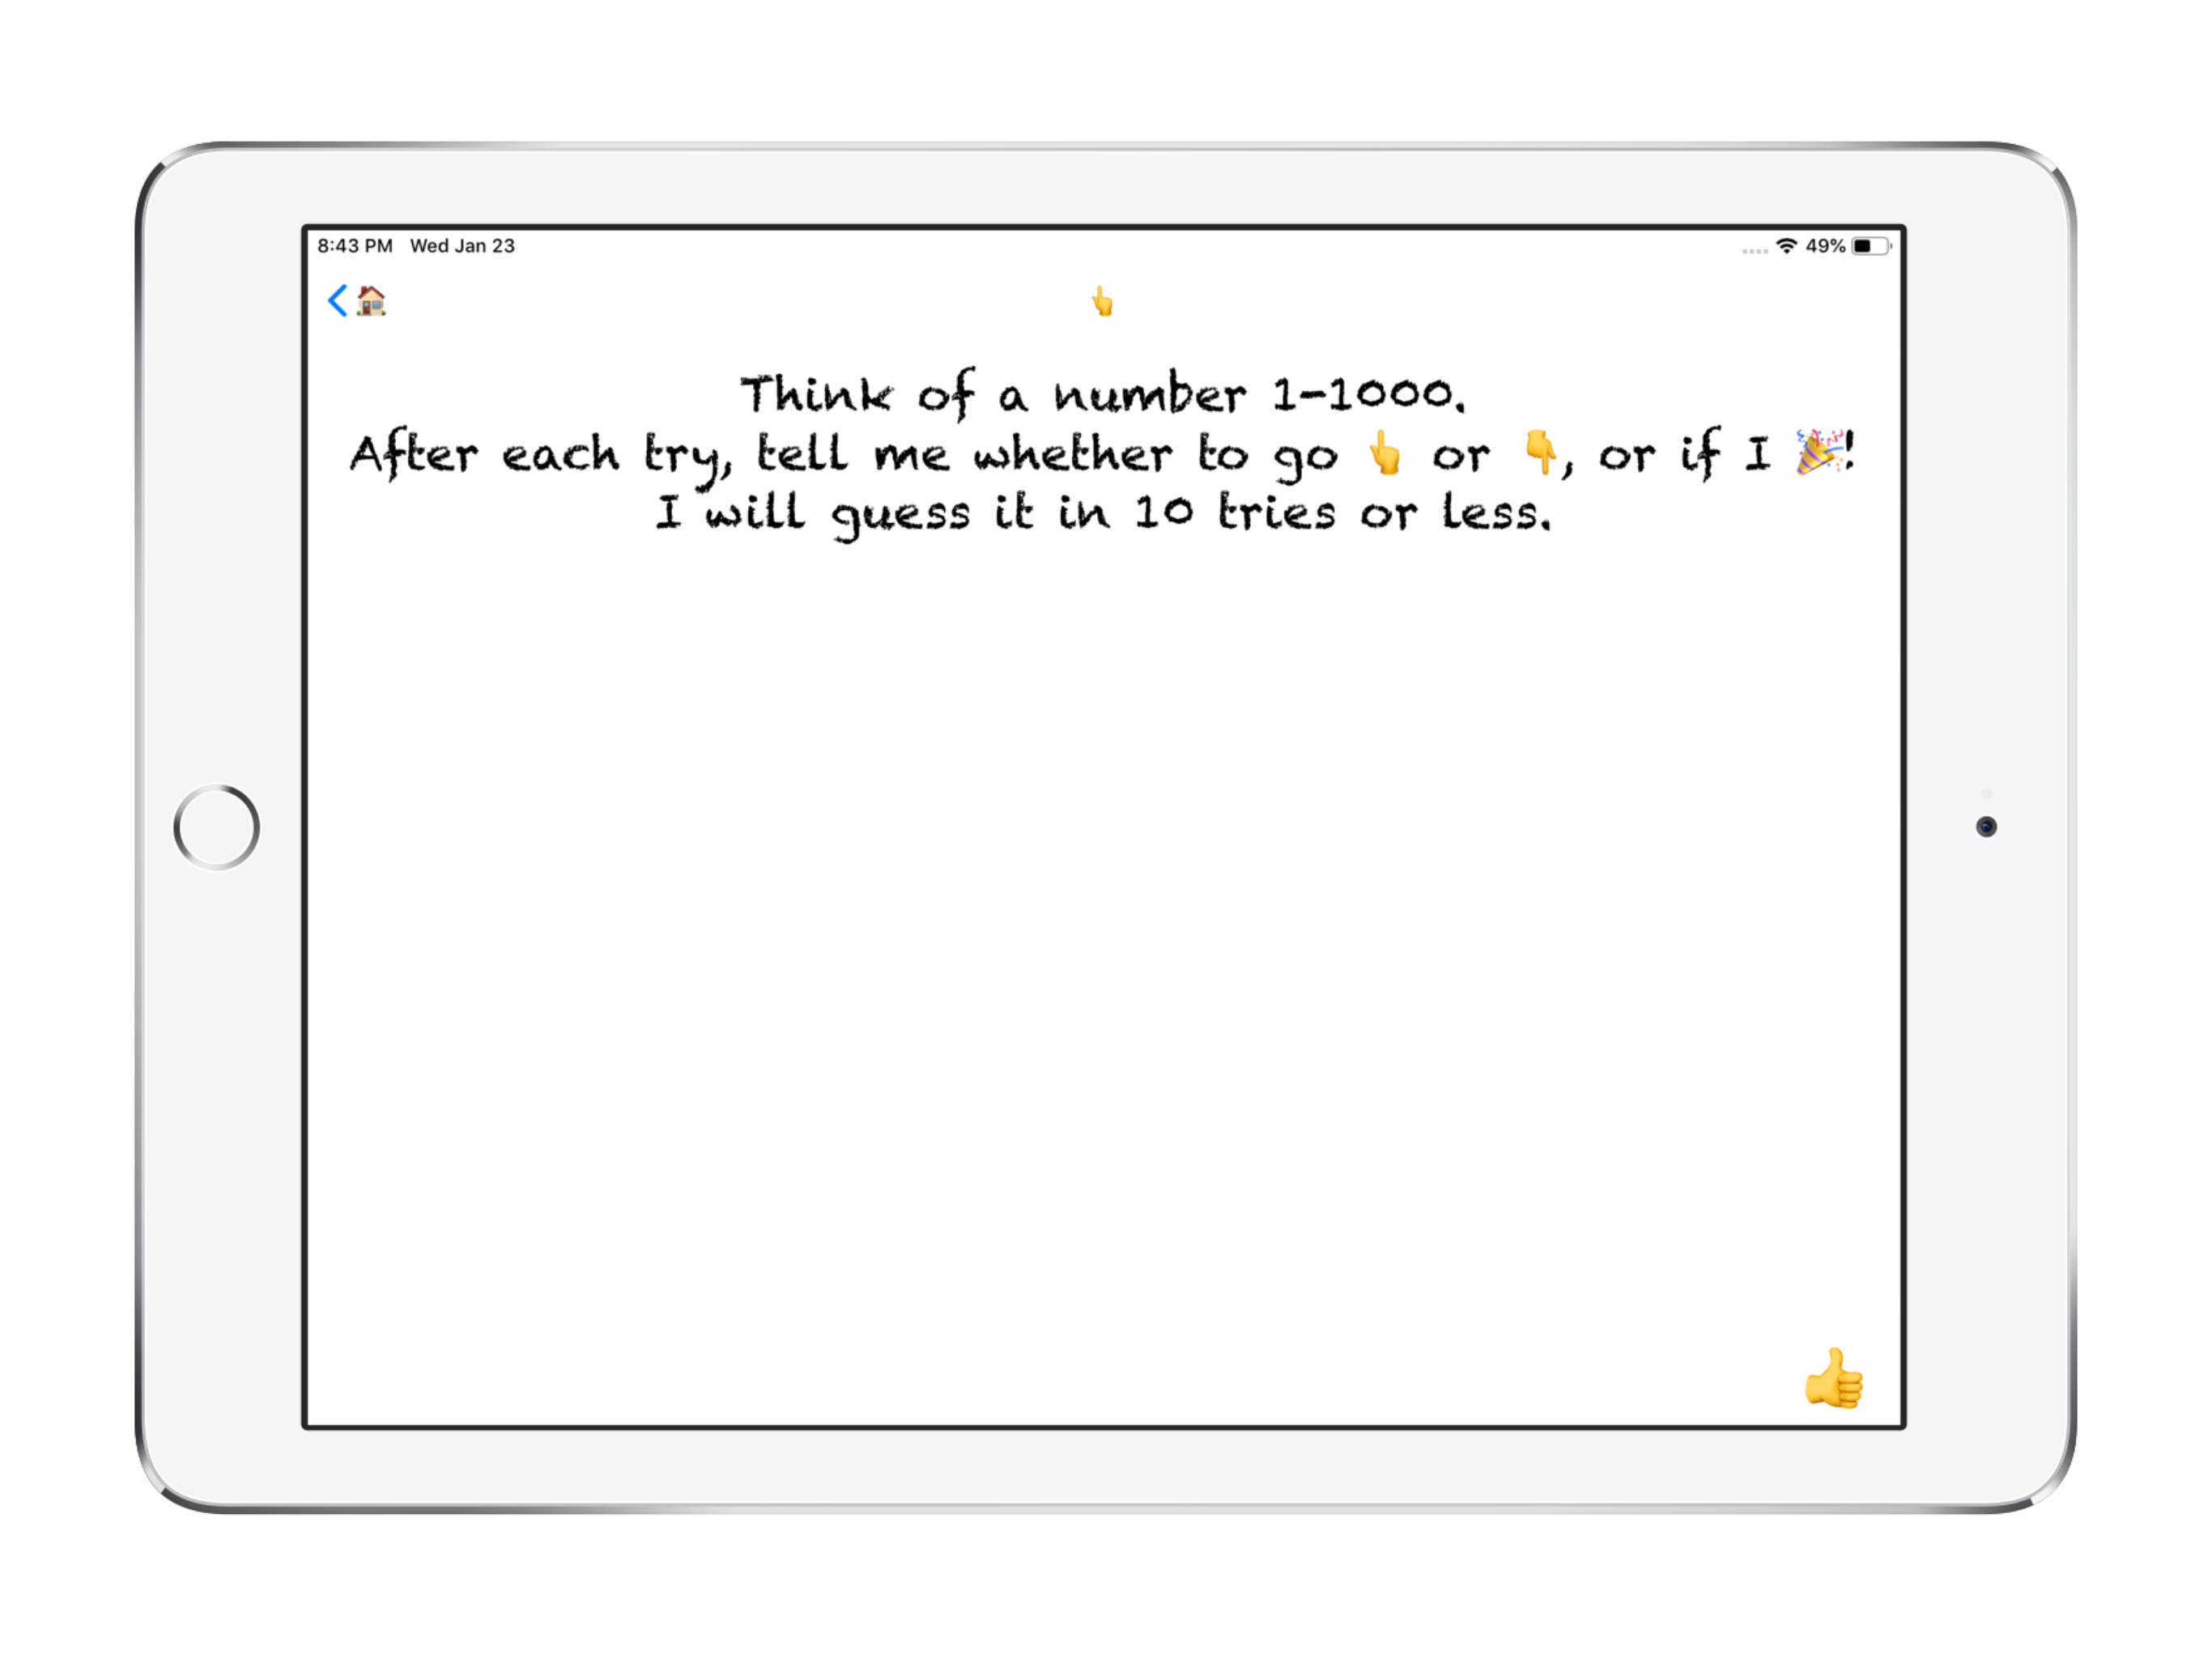 8:43 PM Wed Jan 23 49%
Think of a number 1-1000.
After each try, tell me whether to go 👆 or 👇, or if I 🎉!
I will guess it in 10 tries or less.